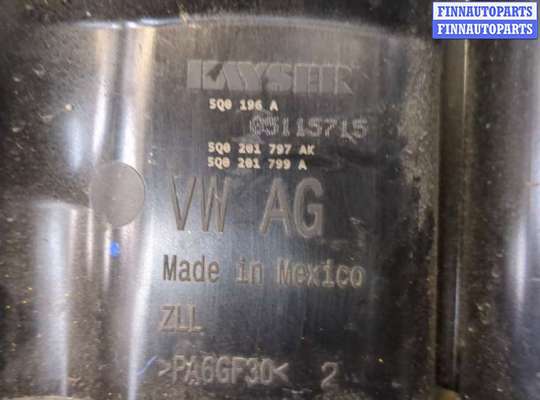 FINNAUTOPARTS
FINNAUTOPARTS
KAYSER
5Q0 196 A
05115715
5Q0 201 797 AK
5Q0 201 799 A
VW AG
Made in Mexico
ZLL
>PA6GF30< 2